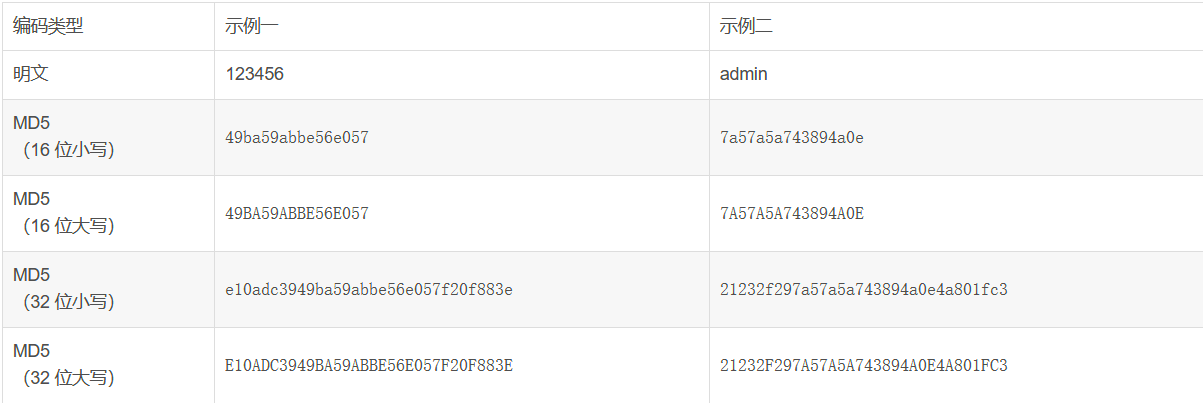 编码类型 示例一 示例二
明文 123456 admin
MD5
（16 位小写） 49ba59abbe56e057 7a57a5a743894a0e
MD5
（16 位大写） 49BA59ABBE56E057 7A57A5A743894A0E
MD5
（32 位小写） e10adc3949ba59abbe56e057f20f883e 21232f297a57a5a743894a0e4a801fc3
MD5
（32 位大写） E10ADC3949BA59ABBE56E057F20F883E 21232F297A57A5A743894A0E4A801FC3